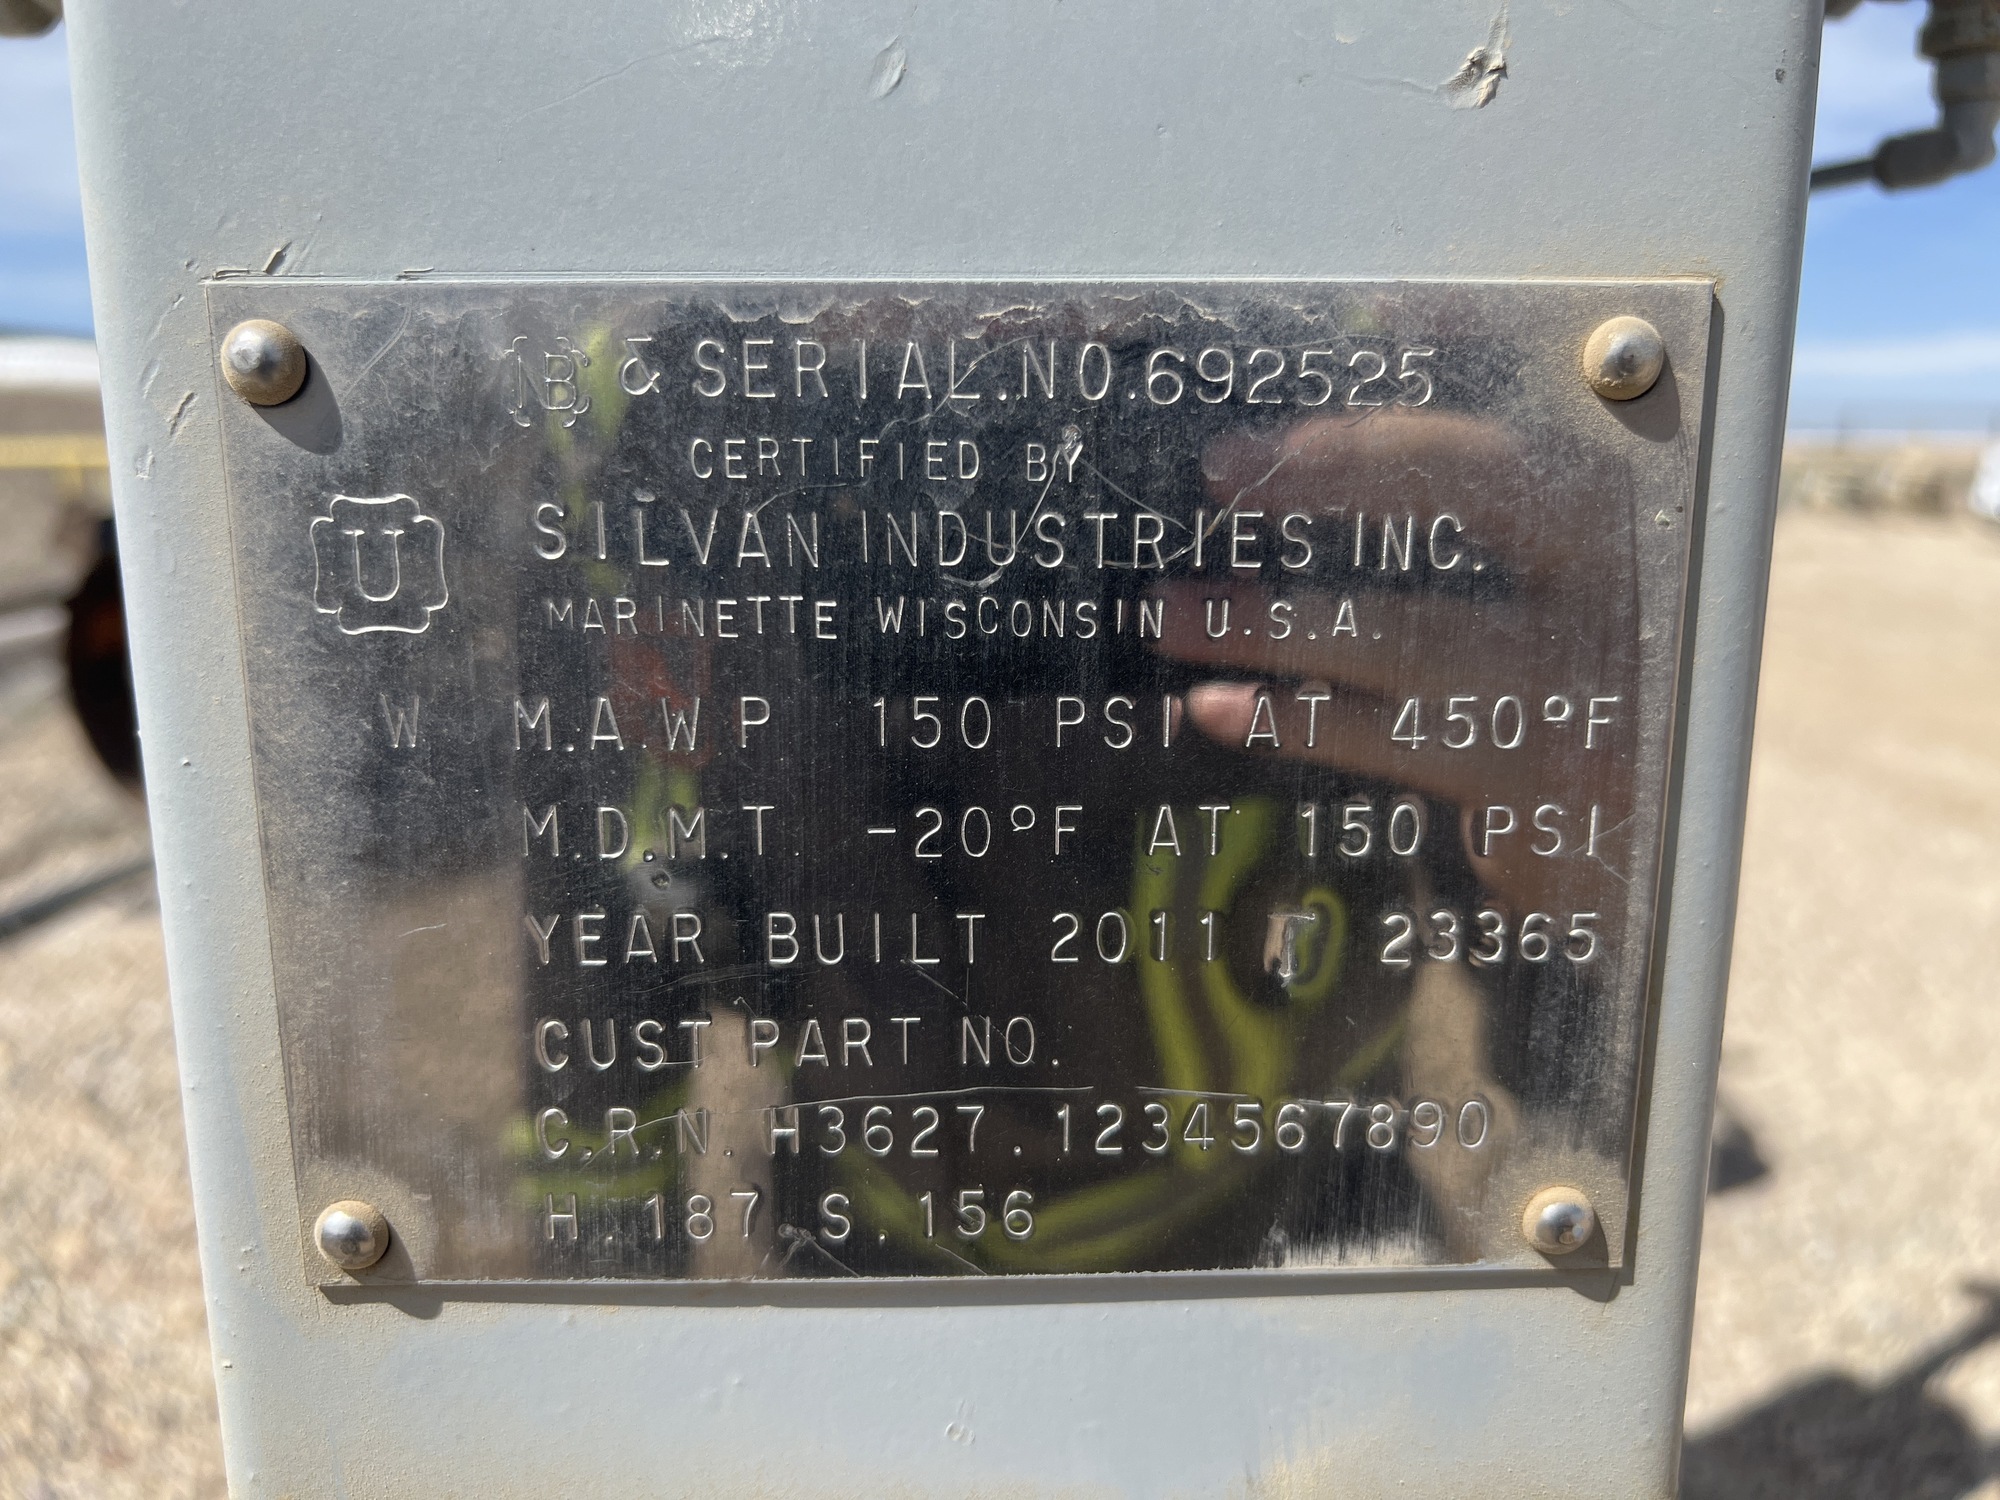 NB & SERIAL.NO.692525
CERTIFIED BY
U
SILVAN INDUSTRIES INC.
MARINETTE WISCONSIN U.S.A.
W M.A.W.P 150 PSI AT 450°F
M.D.M.T. -20°F AT 150 PSI
YEAR BUILT 2011 T 23365
CUST PART NO.
C.R.N. H3627.1234567890
H.187 S.156